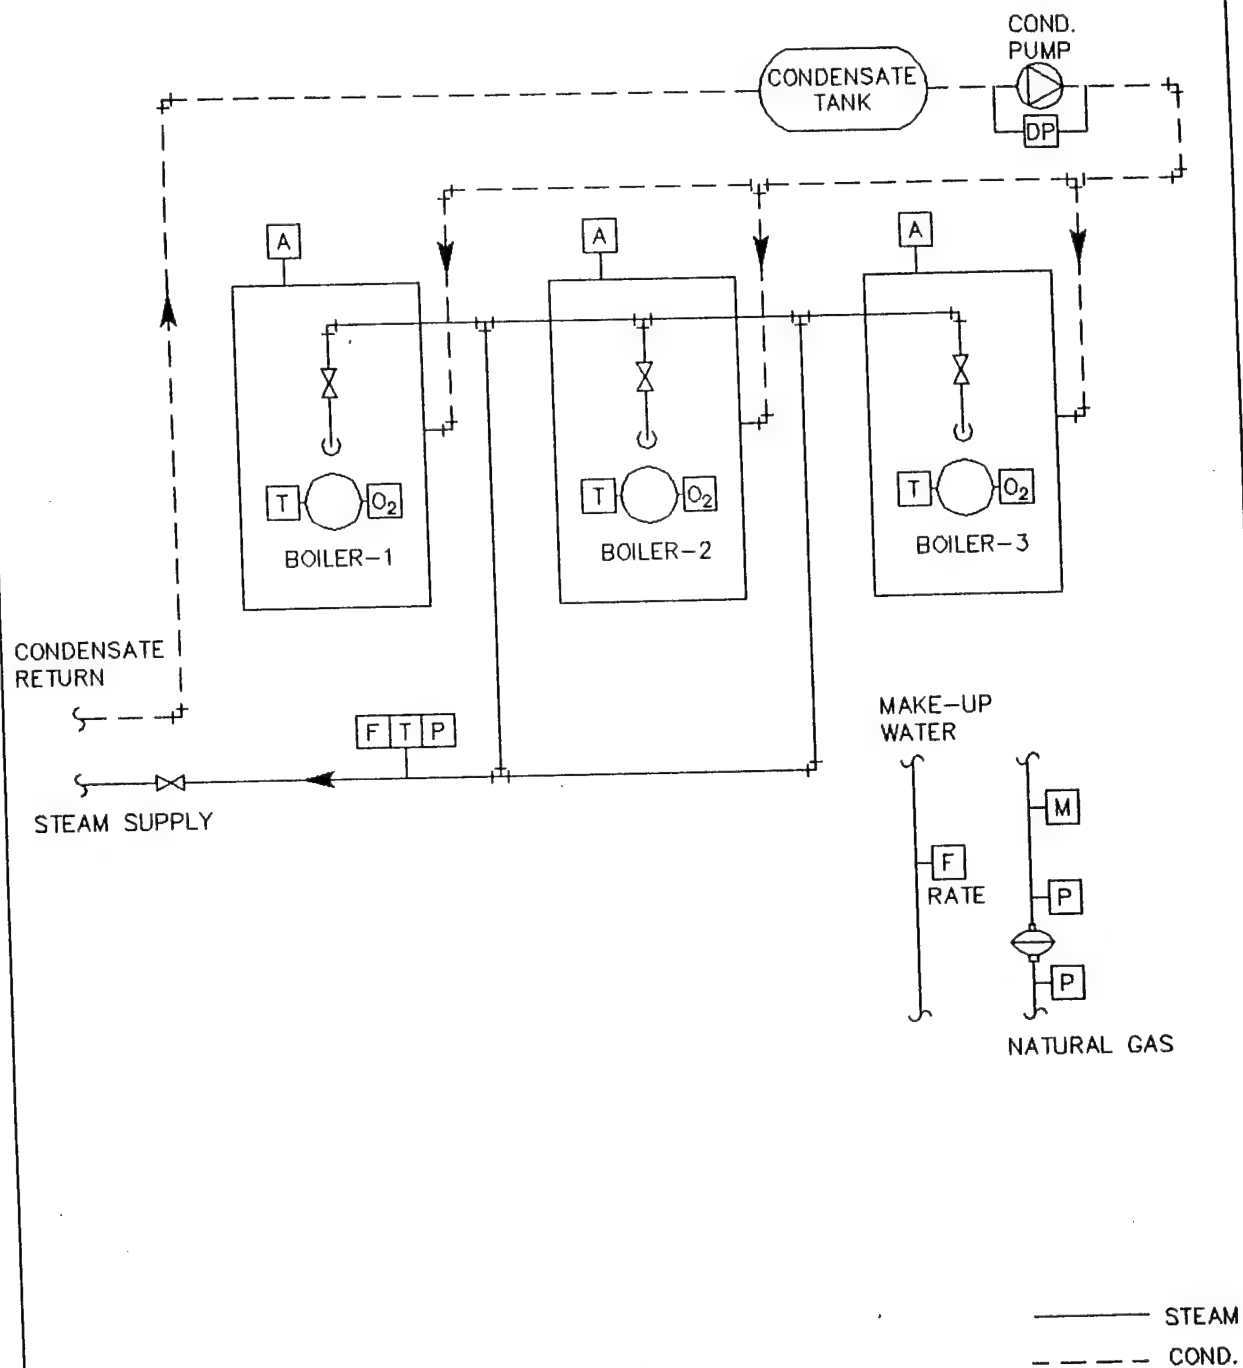 COND.
PUMP
CONDENSATE
TANK
DP
A
A
A
T
O2
T
O2
T
O2
BOILER-1
BOILER-2
BOILER-3
CONDENSATE
RETURN
F T P
STEAM SUPPLY
MAKE-UP
WATER
M
F
RATE
P
P
NATURAL GAS
STEAM
COND.